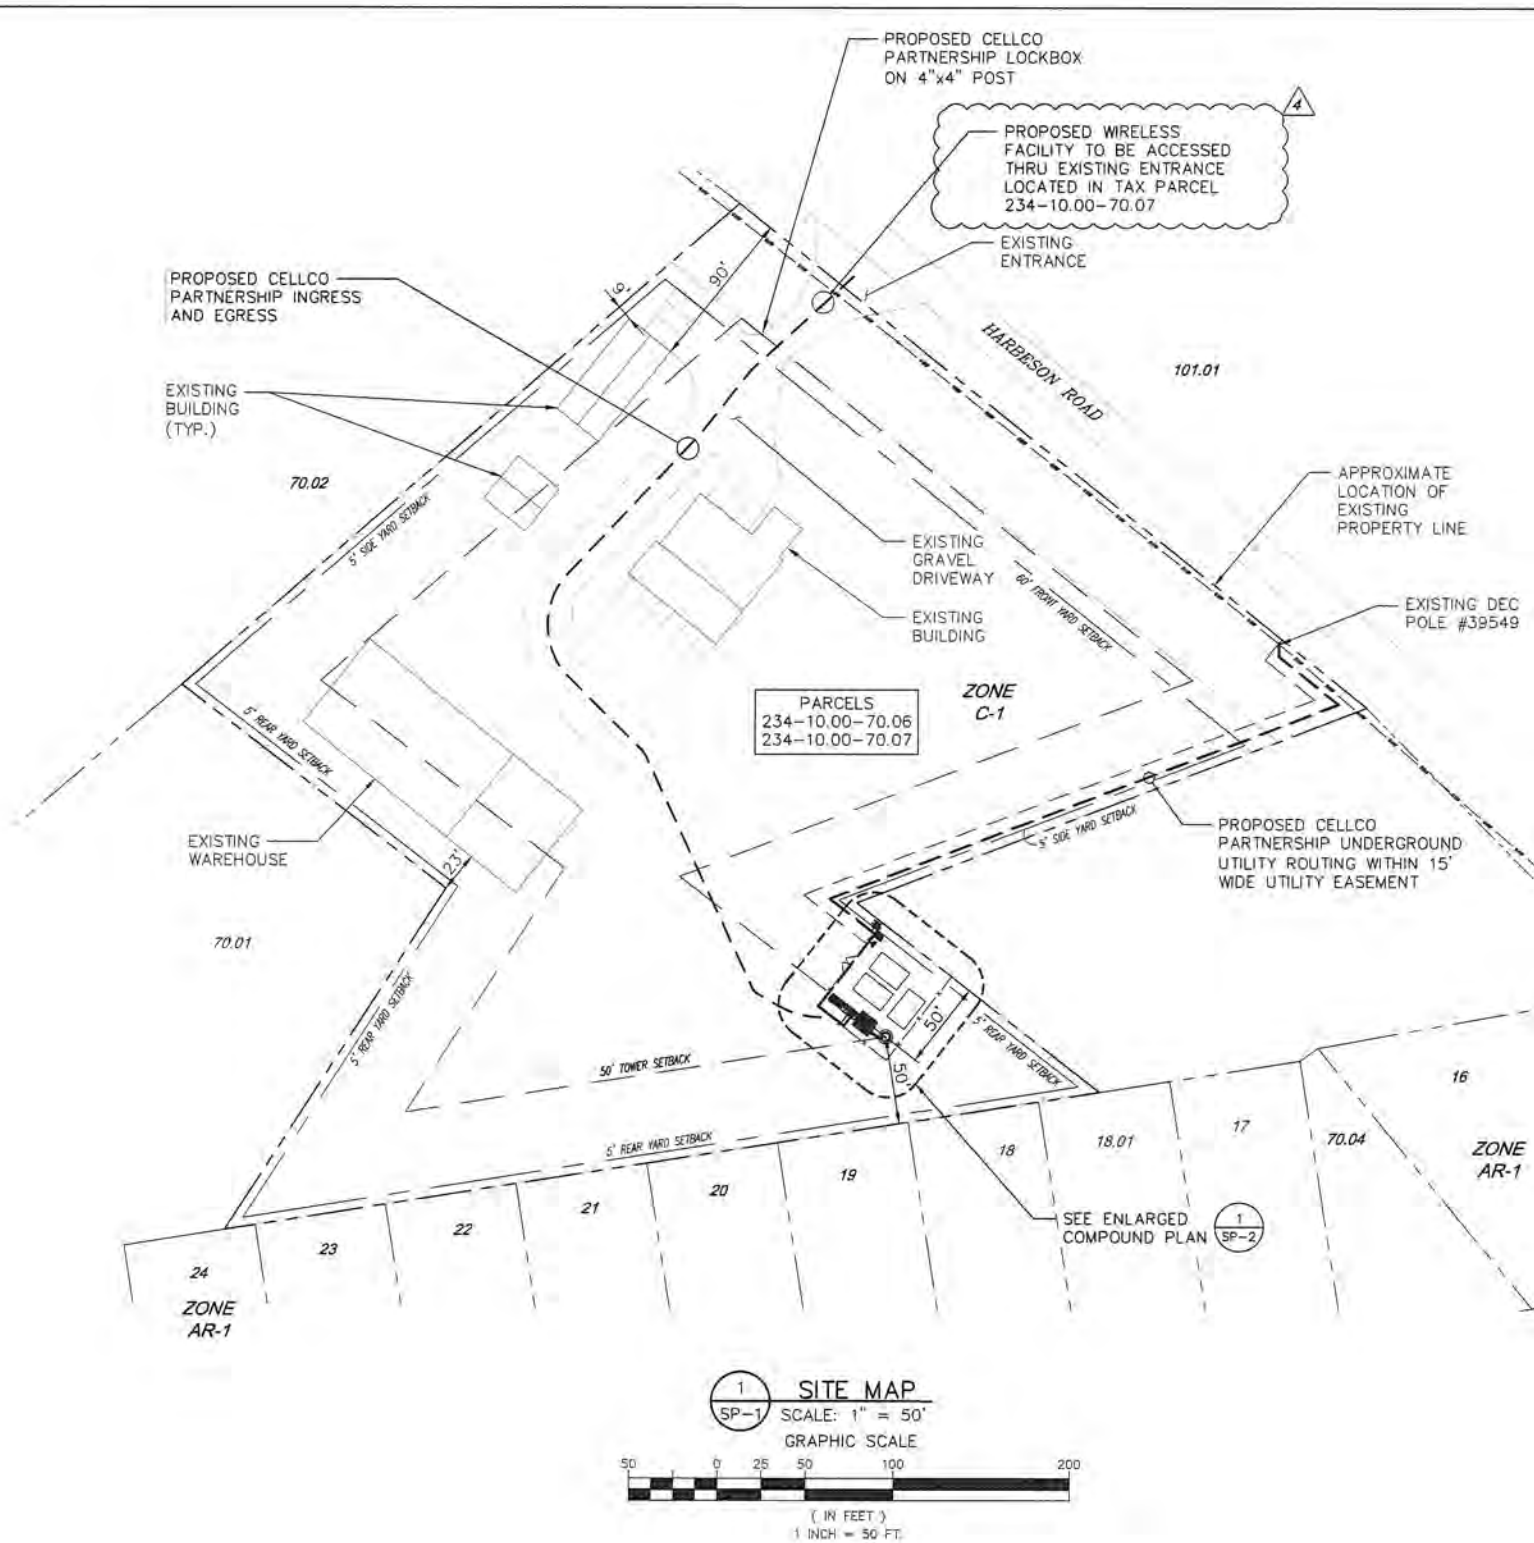 PROPOSED CELLCO
PARTNERSHIP LOCKBOX
ON 4"x4" POST
4
PROPOSED WIRELESS
FACILITY TO BE ACCESSED
THRU EXISTING ENTRANCE
LOCATED IN TAX PARCEL
234-10.00-70.07
EXISTING
ENTRANCE
PROPOSED CELLCO
PARTNERSHIP INGRESS
AND EGRESS
90'
9'
HARBESON ROAD
101.01
EXISTING
BUILDING
(TYP.)
70.02
5' SIDE YARD SETBACK
APPROXIMATE
LOCATION OF
EXISTING
PROPERTY LINE
EXISTING
GRAVEL
DRIVEWAY
60' FRONT YARD SETBACK
EXISTING DEC
POLE #39549
EXISTING
BUILDING
PARCELS
234-10.00-70.06
234-10.00-70.07
ZONE
C-1
5' REAR YARD SETBACK
EXISTING
WAREHOUSE
23'
5' SIDE YARD SETBACK
PROPOSED CELLCO
PARTNERSHIP UNDERGROUND
UTILITY ROUTING WITHIN 15'
WIDE UTILITY EASEMENT
70.01
5' REAR YARD SETBACK
50'
5' REAR YARD SETBACK
50' TOWER SETBACK
50'
5' REAR YARD SETBACK
16
17
18.01
70.04
18
19
20
21
22
23
24
ZONE
AR-1
ZONE
AR-1
SEE ENLARGED
COMPOUND PLAN
1
SP-2
1
SP-1
SITE MAP
SCALE: 1" = 50'
GRAPHIC SCALE
50 0 25 50 100 200
( IN FEET )
1 INCH = 50 FT.